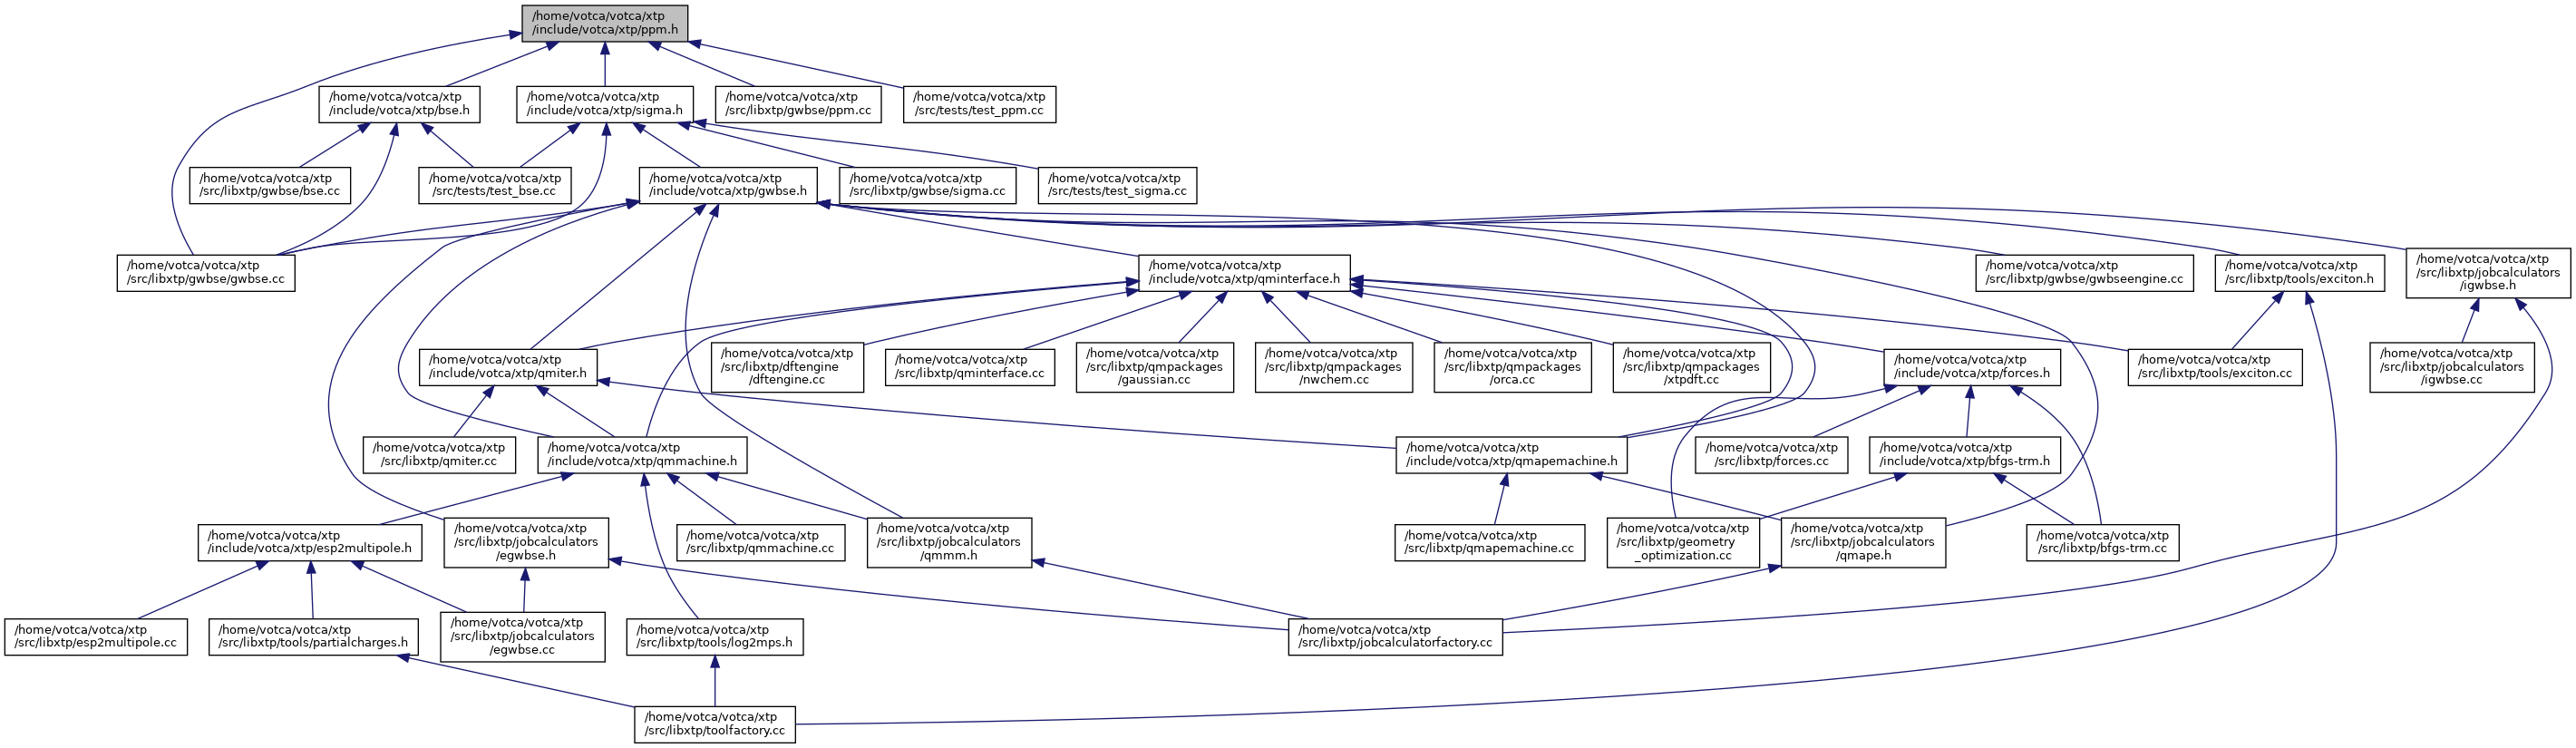 /home/votca/votca/xtp
/include/votca/xtp/ppm.h
/home/votca/votca/xtp
/include/votca/xtp/bse.h
/home/votca/votca/xtp
/include/votca/xtp/sigma.h
/home/votca/votca/xtp
/src/libxtp/gwbse/ppm.cc
/home/votca/votca/xtp
/src/tests/test_ppm.cc
/home/votca/votca/xtp
/src/libxtp/gwbse/bse.cc
/home/votca/votca/xtp
/src/tests/test_bse.cc
/home/votca/votca/xtp
/include/votca/xtp/gwbse.h
/home/votca/votca/xtp
/src/libxtp/gwbse/sigma.cc
/home/votca/votca/xtp
/src/tests/test_sigma.cc
/home/votca/votca/xtp
/src/libxtp/gwbse/gwbse.cc
/home/votca/votca/xtp
/include/votca/xtp/qminterface.h
/home/votca/votca/xtp
/src/libxtp/gwbse/gwbseengine.cc
/home/votca/votca/xtp
/src/libxtp/tools/exciton.h
/home/votca/votca/xtp
/src/libxtp/jobcalculators
/igwbse.h
/home/votca/votca/xtp
/include/votca/xtp/qmiter.h
/home/votca/votca/xtp
/src/libxtp/dftengine
/dftengine.cc
/home/votca/votca/xtp
/src/libxtp/qminterface.cc
/home/votca/votca/xtp
/src/libxtp/qmpackages
/gaussian.cc
/home/votca/votca/xtp
/src/libxtp/qmpackages
/nwchem.cc
/home/votca/votca/xtp
/src/libxtp/qmpackages
/orca.cc
/home/votca/votca/xtp
/src/libxtp/qmpackages
/xtpdft.cc
/home/votca/votca/xtp
/include/votca/xtp/forces.h
/home/votca/votca/xtp
/src/libxtp/tools/exciton.cc
/home/votca/votca/xtp
/src/libxtp/jobcalculators
/igwbse.cc
/home/votca/votca/xtp
/src/libxtp/qmiter.cc
/home/votca/votca/xtp
/include/votca/xtp/qmmachine.h
/home/votca/votca/xtp
/include/votca/xtp/qmapemachine.h
/home/votca/votca/xtp
/src/libxtp/forces.cc
/home/votca/votca/xtp
/include/votca/xtp/bfgs-trm.h
/home/votca/votca/xtp
/include/votca/xtp/esp2multipole.h
/home/votca/votca/xtp
/src/libxtp/jobcalculators
/egwbse.h
/home/votca/votca/xtp
/src/libxtp/qmmachine.cc
/home/votca/votca/xtp
/src/libxtp/jobcalculators
/qmmm.h
/home/votca/votca/xtp
/src/libxtp/qmapemachine.cc
/home/votca/votca/xtp
/src/libxtp/geometry
_optimization.cc
/home/votca/votca/xtp
/src/libxtp/jobcalculators
/qmape.h
/home/votca/votca/xtp
/src/libxtp/bfgs-trm.cc
/home/votca/votca/xtp
/src/libxtp/esp2multipole.cc
/home/votca/votca/xtp
/src/libxtp/tools/partialcharges.h
/home/votca/votca/xtp
/src/libxtp/jobcalculators
/egwbse.cc
/home/votca/votca/xtp
/src/libxtp/tools/log2mps.h
/home/votca/votca/xtp
/src/libxtp/jobcalculatorfactory.cc
/home/votca/votca/xtp
/src/libxtp/toolfactory.cc